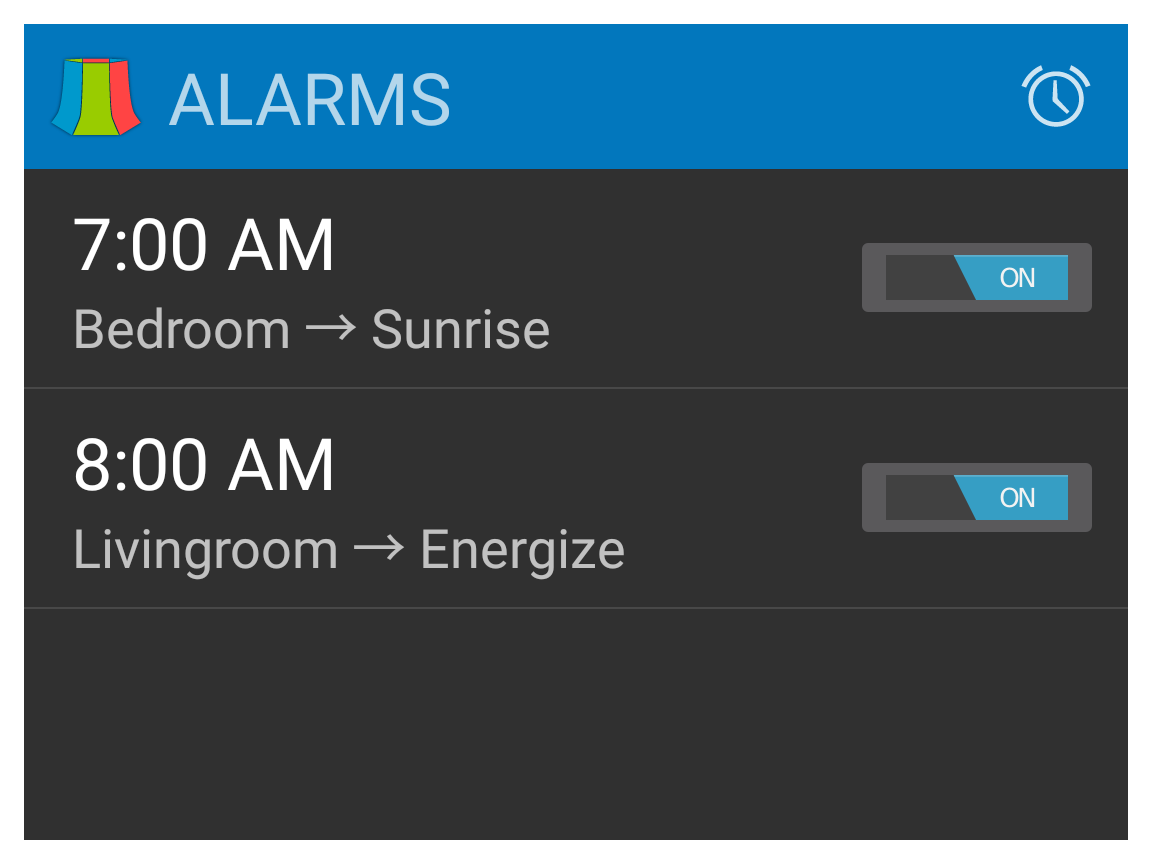 ALARMS
7:00 AM
ON
Bedroom → Sunrise
8:00 AM
ON
Livingroom → Energize